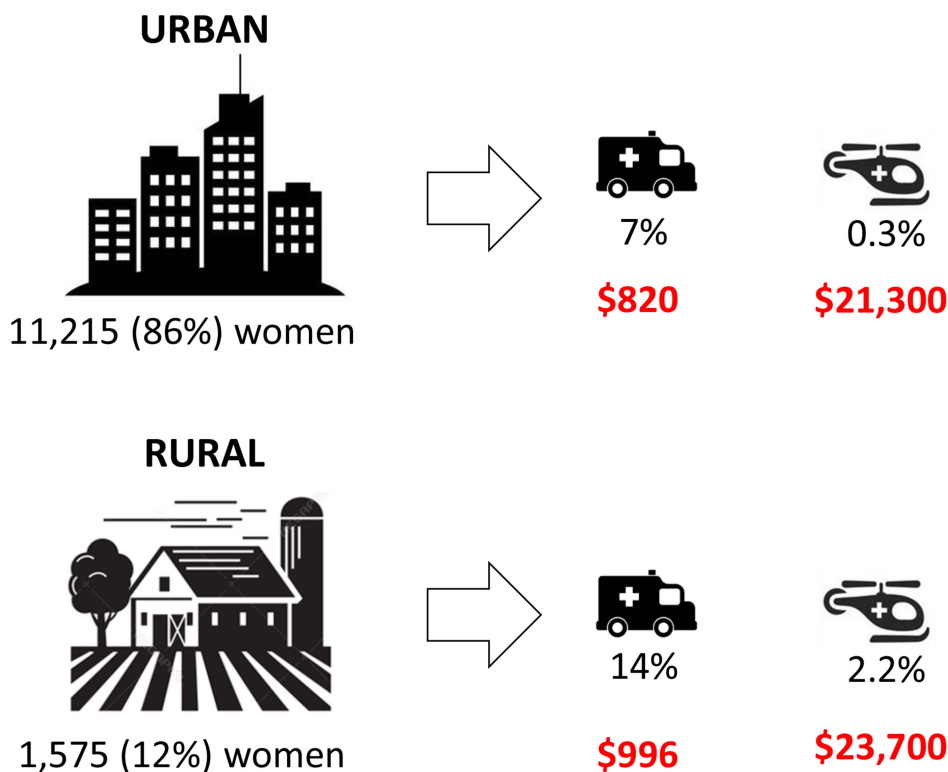 URBAN
7% 0.3%
$820 $21,300
11,215 (86%) women
RURAL
14% 2.2%
1,575 (12%) women $996 $23,700